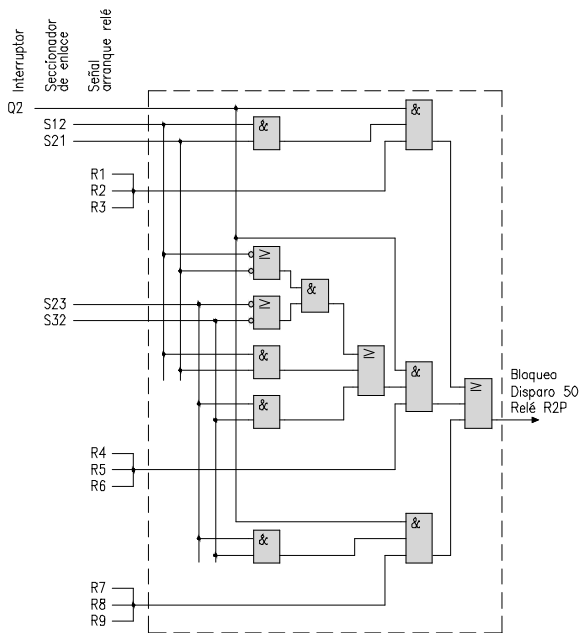 Interruptor
Seccionador
de enlace
Señal
arranque relé
Q2
S12
S21
&
&
R1
R2
R3
≥
&
S23
≥
S32
&
≥
&
&
≥
Bloqueo
Disparo 50
Relé R2P
R4
R5
R6
&
&
R7
R8
R9